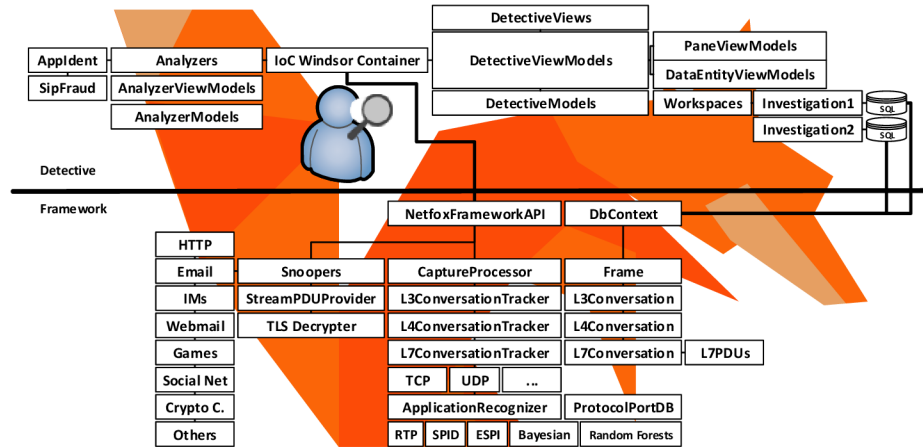 DetectiveViews
AppIdent
Analyzers
IoC Windsor Container
DetectiveViewModels
PaneViewModels
DataEntityViewModels
SipFraud
AnalyzerViewModels
AnalyzerModels
DetectiveModels
Workspaces
Investigation1
SQL
Investigation2
SQL
Detective
Framework
NetfoxFrameworkAPI
DbContext
HTTP
Email
Snoopers
CaptureProcessor
Frame
IMs
StreamPDUProvider
L3ConversationTracker
L3Conversation
Webmail
TLS Decrypter
L4ConversationTracker
L4Conversation
Games
L7ConversationTracker
L7Conversation
L7PDUs
Social Net
TCP
UDP
...
Crypto C.
ApplicationRecognizer
ProtocolPortDB
Others
RTP
SPID
ESPI
Bayesian
Random Forests